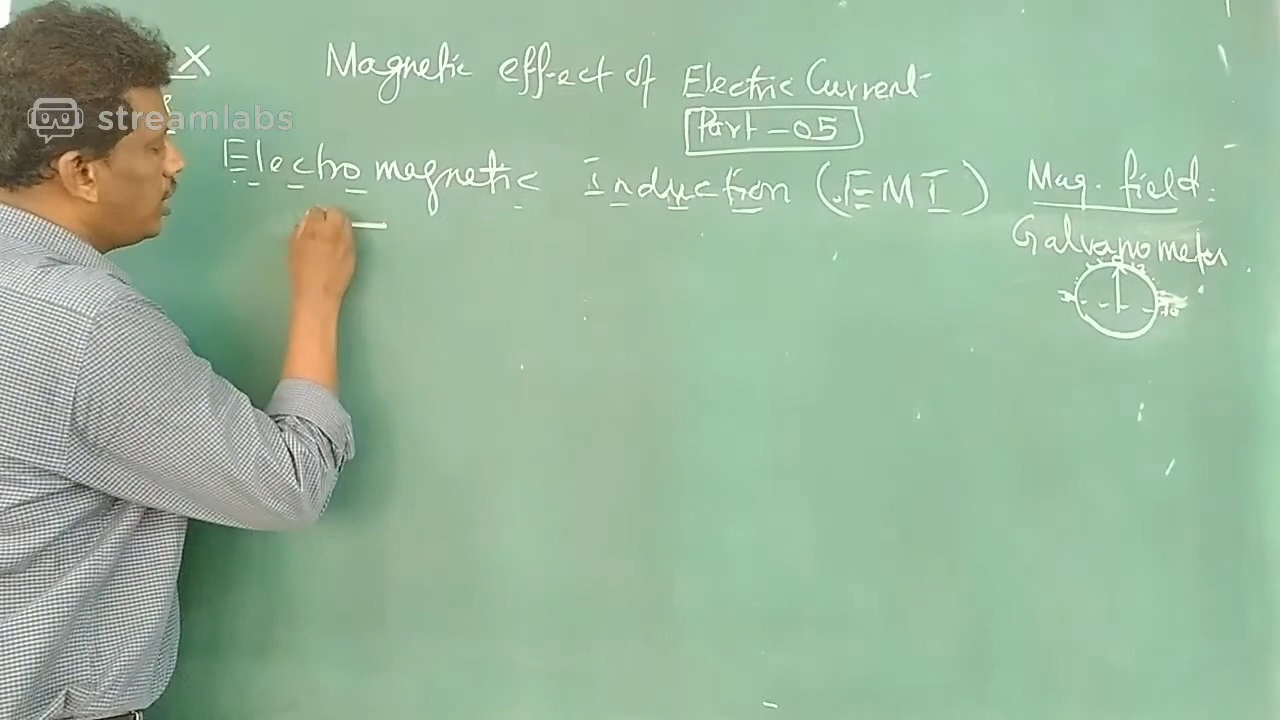 X
Magnetic effect of Electric Current
Part-05
streamlabs
Electromagnetic Induction (EMI)
Mag. field.
Galvanometer